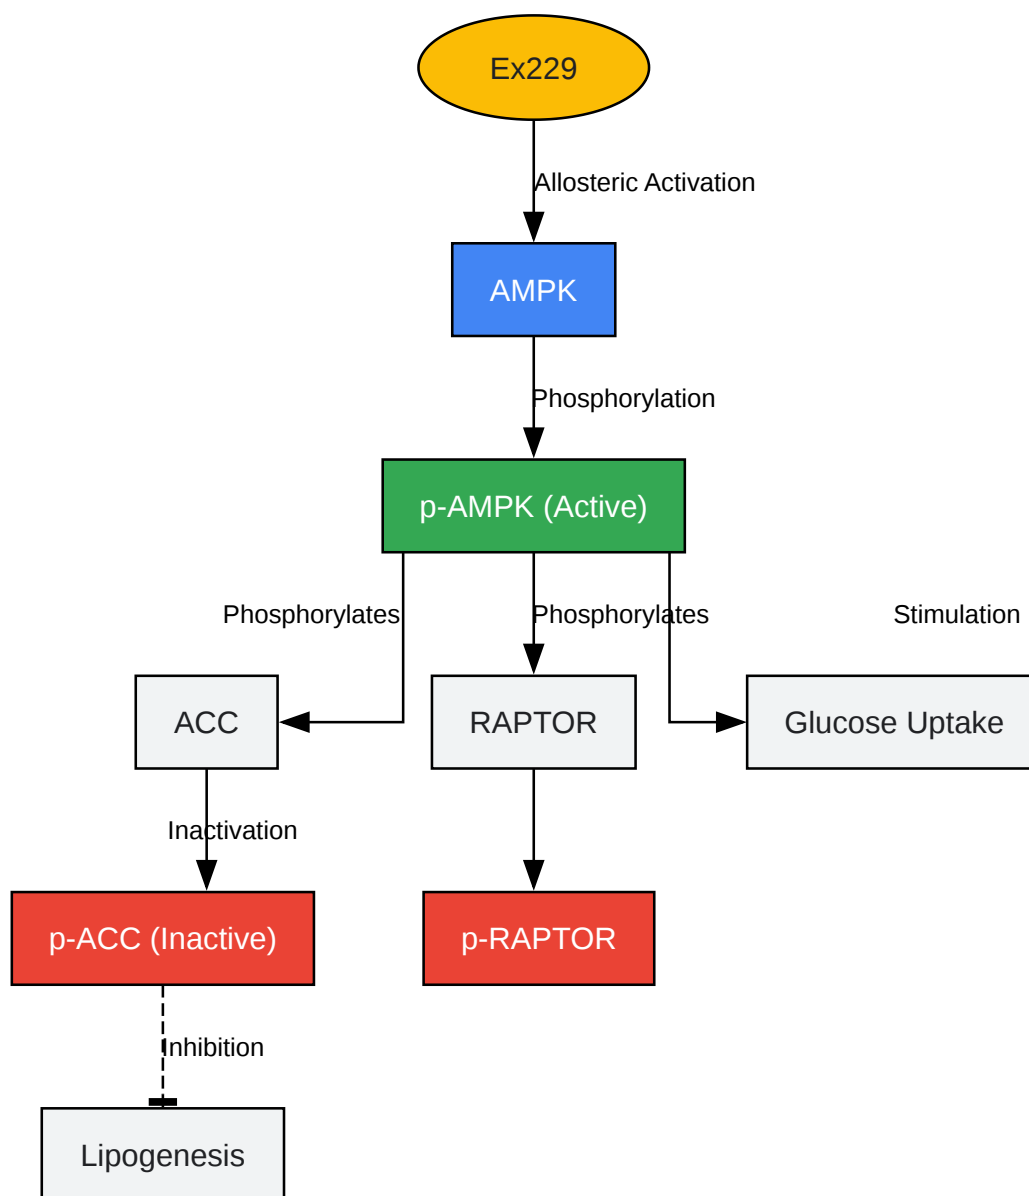 Ex229
Allosteric Activation
AMPK
Phosphorylation
p-AMPK (Active)
Phosphorylates
Phosphorylates
Stimulation
ACC
RAPTOR
Glucose Uptake
Inactivation
p-ACC (Inactive)
p-RAPTOR
Inhibition
Lipogenesis